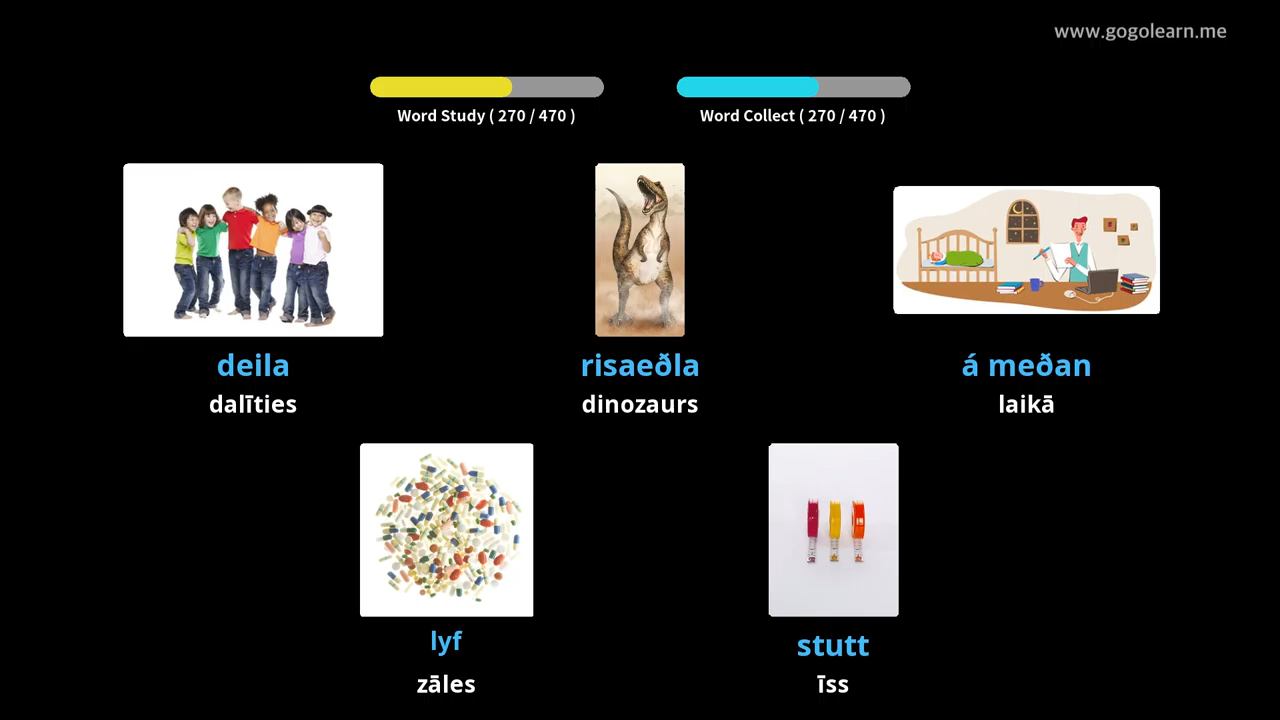 www.gogolearn.me
Word Study ( 270 / 470 )
Word Collect ( 270 / 470 )
deila
dalīties
risaeðla
dinozaurs
á meðan
laikā
lyf
zāles
stutt
īss